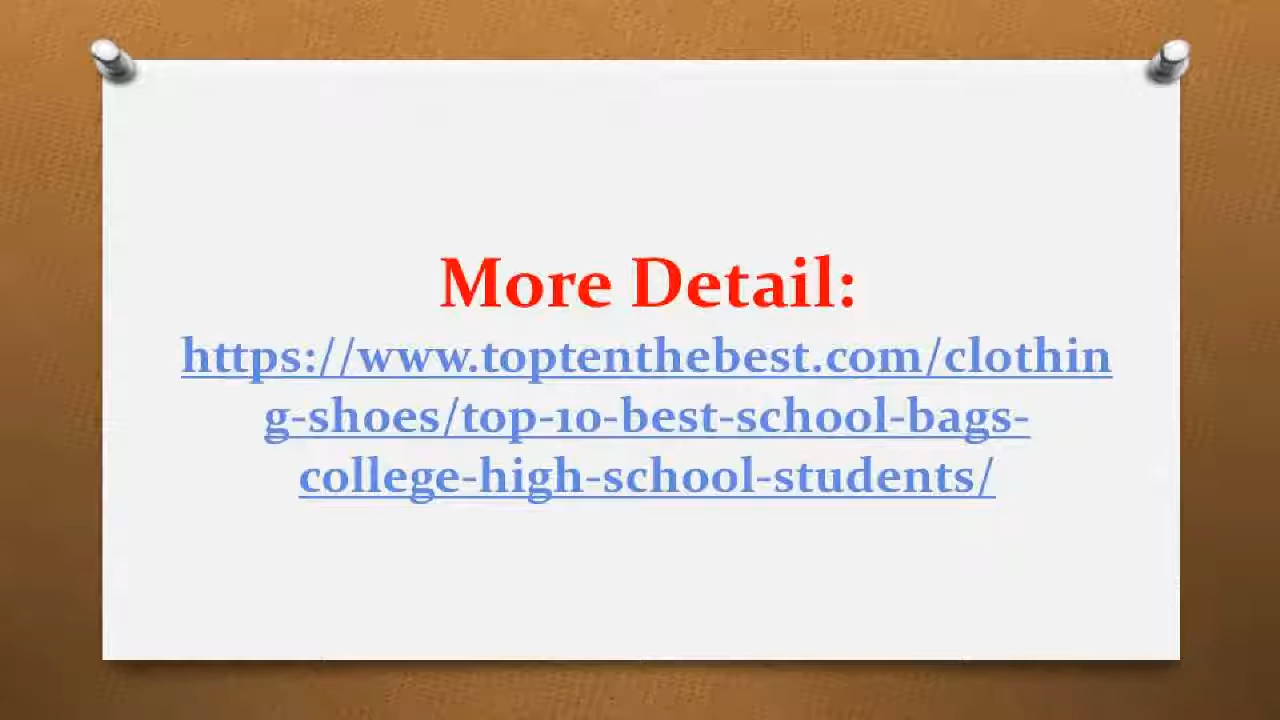 More Detail:
https://www.toptenthebest.com/clothin
g-shoes/top-10-best-school-bags-
college-high-school-students/